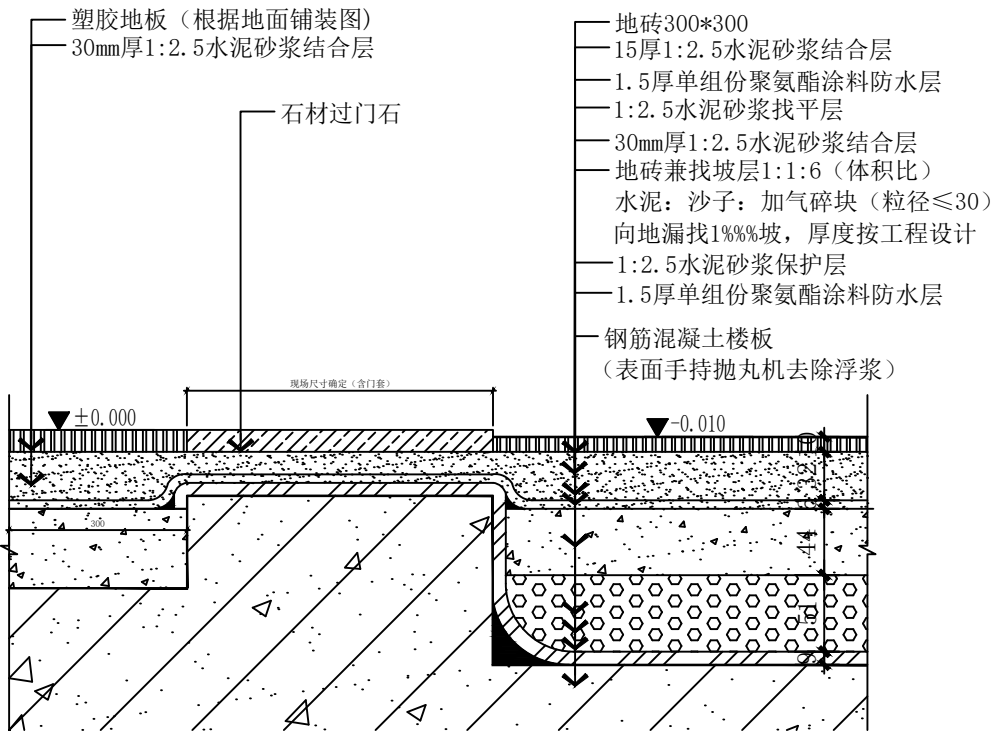 塑胶地板（根据地面铺装图)
30mm厚1:2.5水泥砂浆结合层
石材过门石
地砖300*300
15厚1:2.5水泥砂浆结合层
1.5厚单组份聚氨酯涂料防水层
1:2.5水泥砂浆找平层
30mm厚1:2.5水泥砂浆结合层
地砖兼找坡层1:1:6（体积比）
水泥：沙子：加气碎块（粒径≤30）
向地漏找1%%%坡，厚度按工程设计
1:2.5水泥砂浆保护层
1.5厚单组份聚氨酯涂料防水层
钢筋混凝土楼板
（表面手持抛丸机去除浮浆）
现场尺寸确定（含门套）
±0.000
-0.010
300
44
51
9